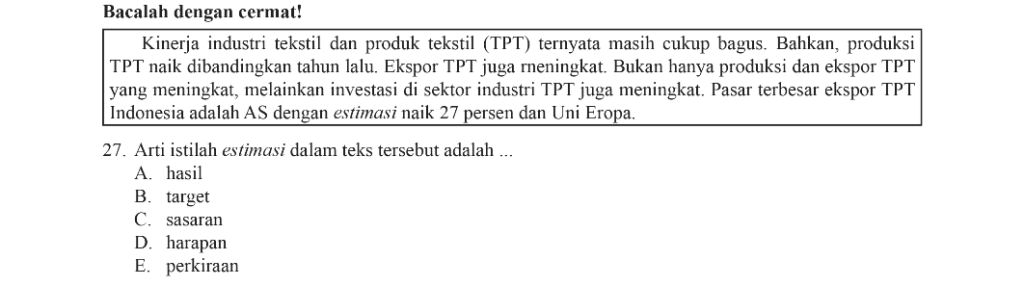 Bacalah dengan cermat!
Kinerja industri tekstil dan produk tekstil (TPT) ternyata masih cukup bagus. Bahkan, produksi
TPT naik dibandingkan tahun lalu. Ekspor TPT juga meningkat. Bukan hanya produksi dan ekspor TPT
yang meningkat, melainkan investasi di sektor industri TPT juga meningkat. Pasar terbesar ekspor TPT
Indonesia adalah AS dengan estimasi naik 27 persen dan Uni Eropa.
27. Arti istilah estimasi dalam teks tersebut adalah ...
A. hasil
B. target
C. sasaran
D. harapan
E. perkiraan